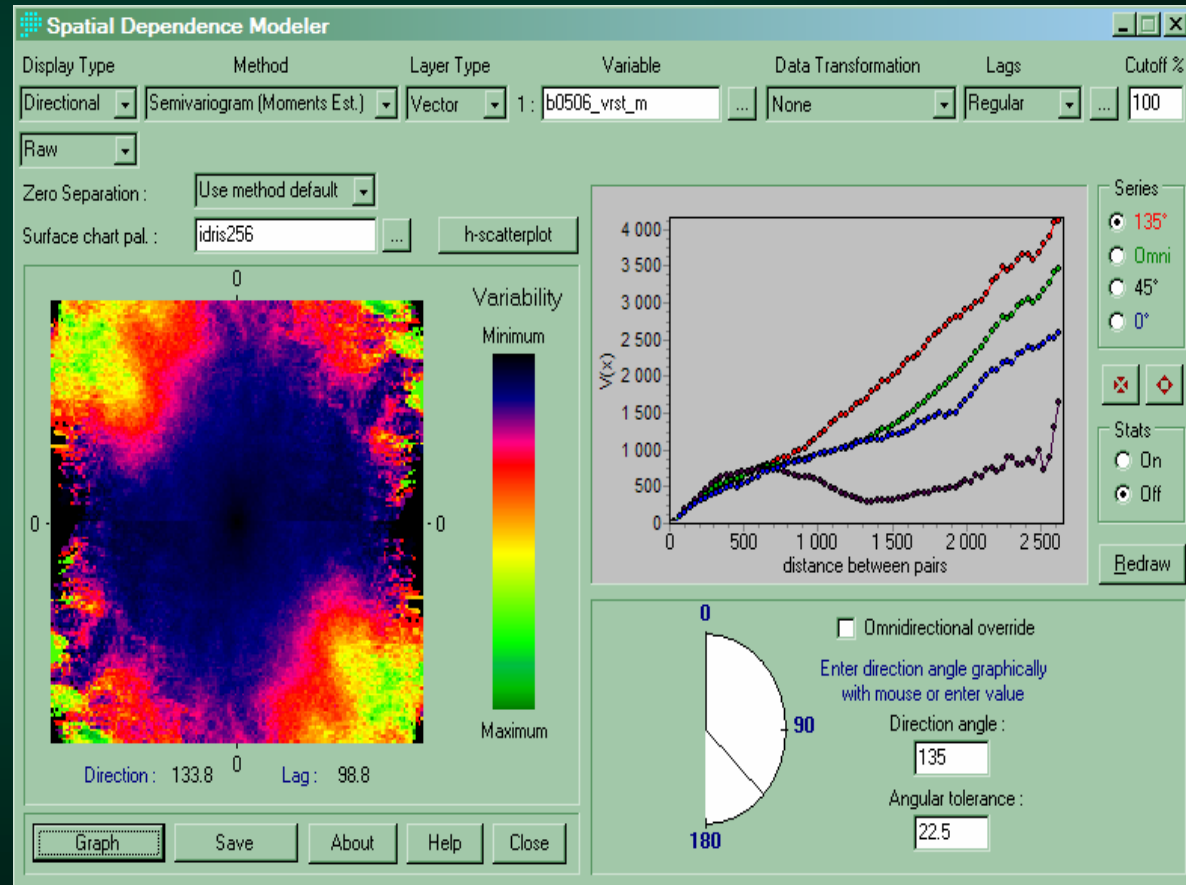 Spatial Dependence Modeler
Display Type Method Layer Type Variable Data Transformation Lags Cutoff %
Directional Semivariogram (Moments Est.) Vector 1 : b0506_vrst_m ... None Regular ... 100
Raw
Zero Separation : Use method default
Surface chart pal. : idris256 ... h-scatterplot
0
Variability
Minimum
0 0
Maximum
0
Direction : 133.8 Lag : 98.8
Graph Save About Help Close
4 000
3 500
3 000
2 500
2 000
1 500
1 000
500
0
V(x)
0 500 1 000 1 500 2 000 2 500
distance between pairs
Series
135°
Omni
45°
0°
Stats
On
Off
Redraw
0
90
180
Omnidirectional override
Enter direction angle graphically
with mouse or enter value
Direction angle :
135
Angular tolerance :
22.5